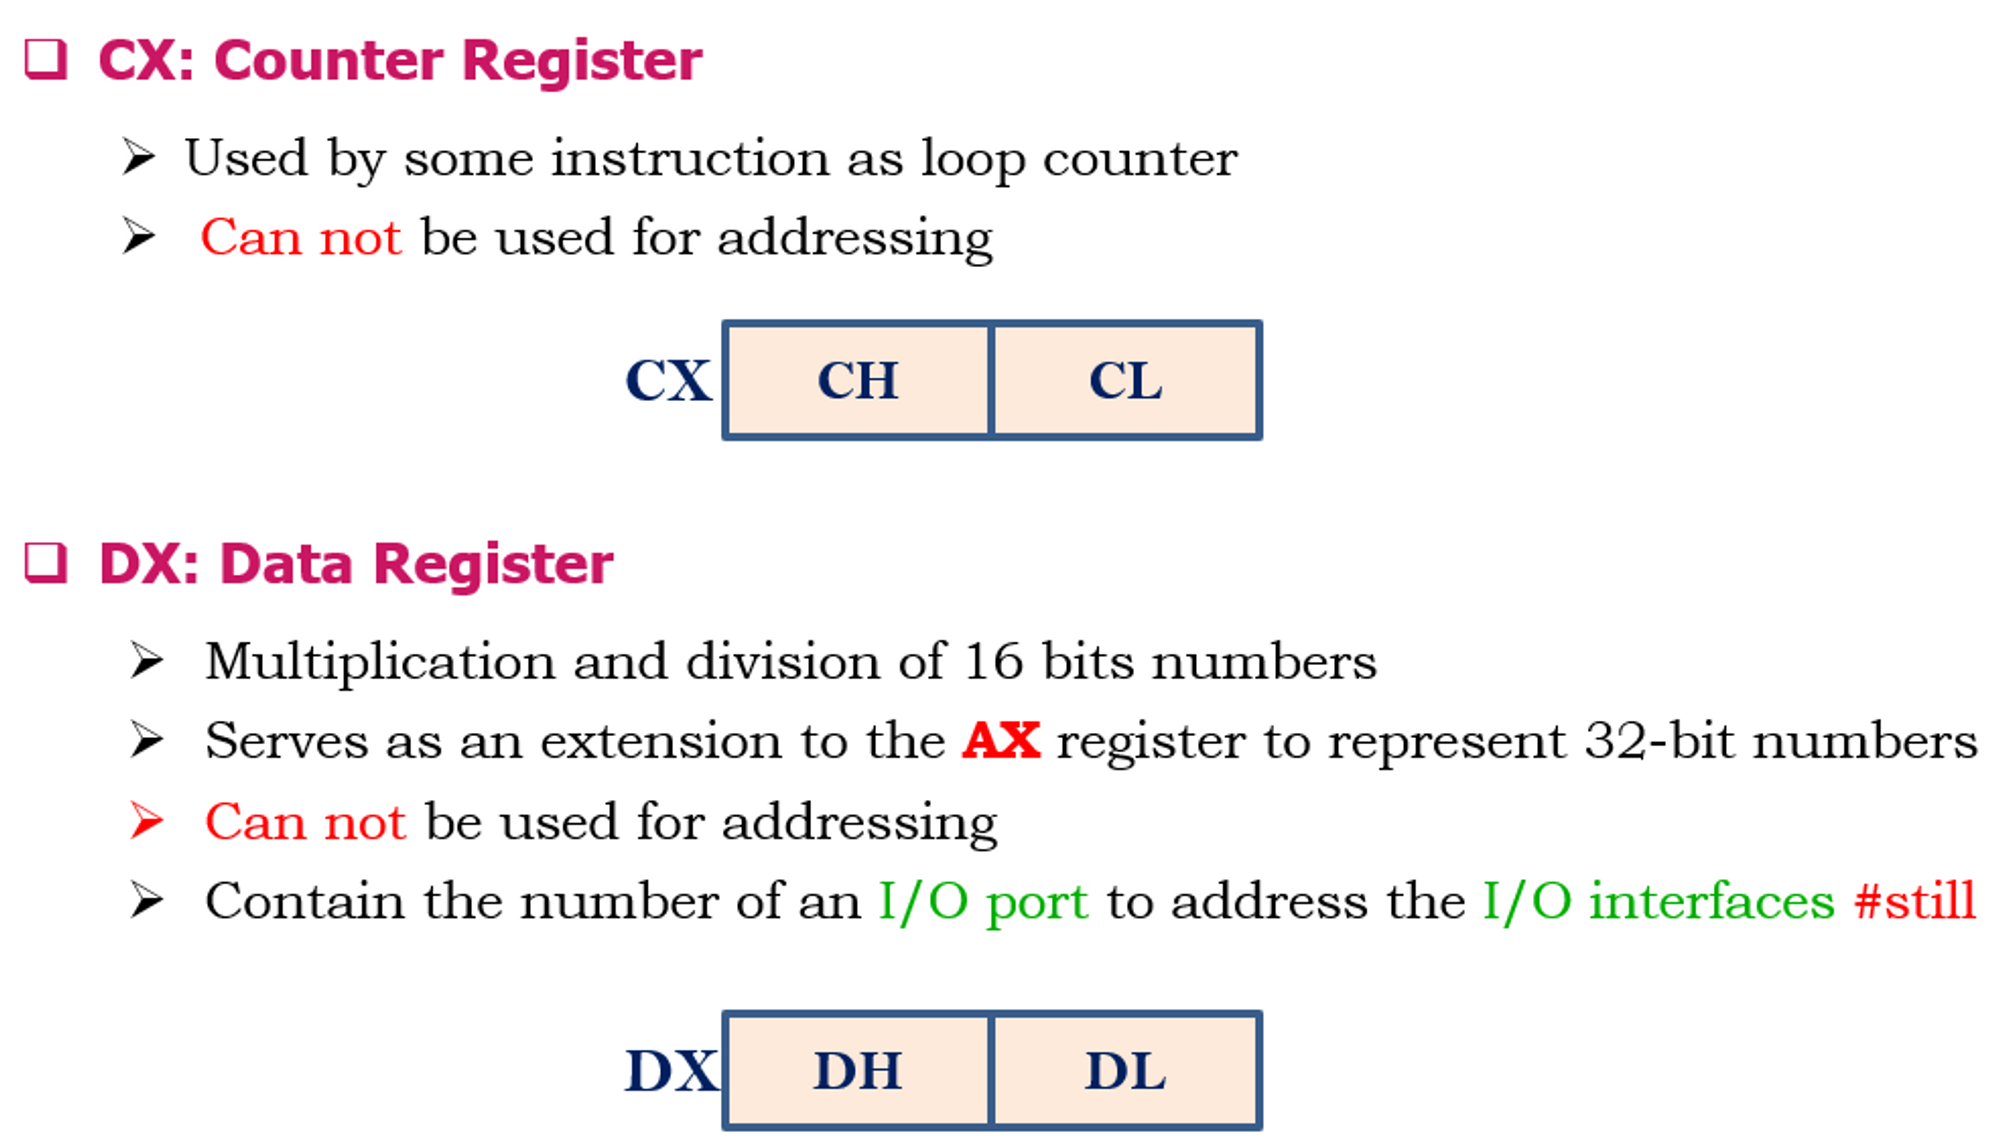 ❑ CX: Counter Register
➢ Used by some instruction as loop counter
➢ Can not be used for addressing
CX CH CL
❑ DX: Data Register
➢ Multiplication and division of 16 bits numbers
➢ Serves as an extension to the AX register to represent 32-bit numbers
➢ Can not be used for addressing
➢ Contain the number of an I/O port to address the I/O interfaces #still
DX DH DL